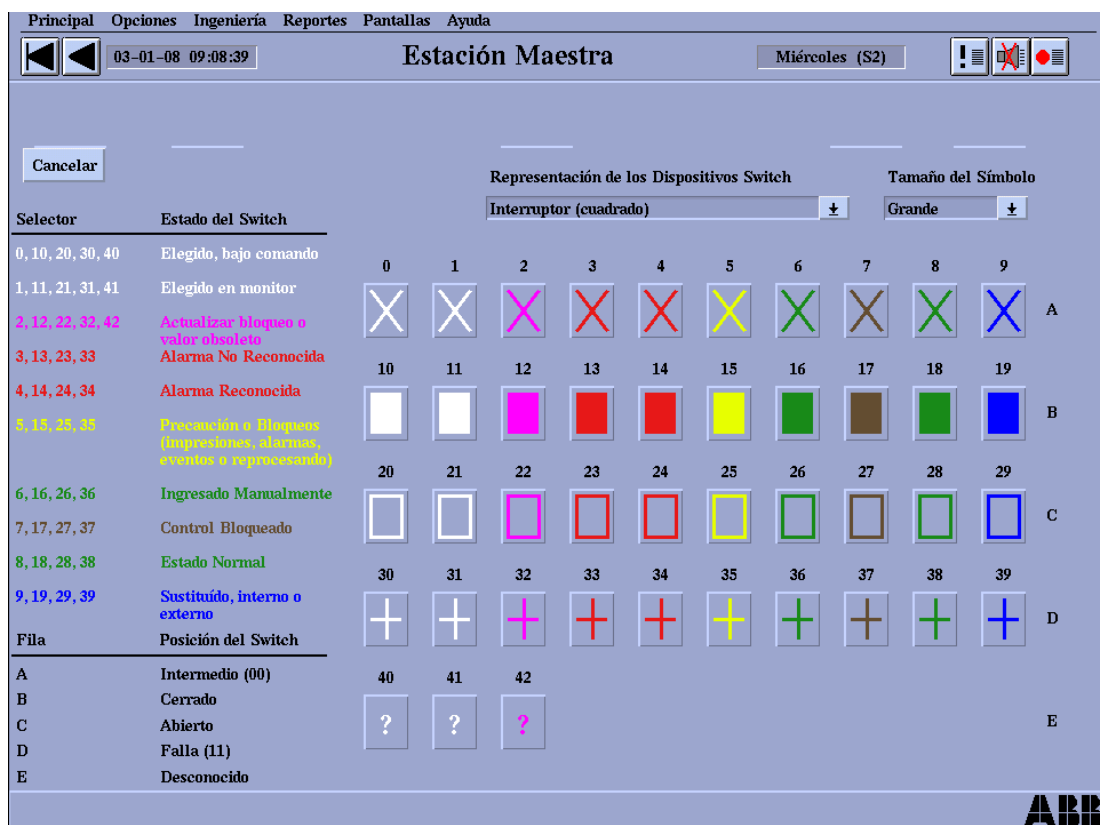 Principal Opciones Ingeniería Reportes Pantallas Ayuda
03-01-08 09:08:39
Estación Maestra
Miércoles (S2)
Cancelar
Representación de los Dispositivos Switch
Tamaño del Símbolo
Interruptor (cuadrado)
Grande
Selector Estado del Switch
0, 10, 20, 30, 40 Elegido, bajo comando
1, 11, 21, 31, 41 Elegido en monitor
2, 12, 22, 32, 42 Actualizar bloqueo o
valor obsoleto
3, 13, 23, 33 Alarma No Reconocida
4, 14, 24, 34 Alarma Reconocida
5, 15, 25, 35 Precaución o Bloqueos
(impresiones, alarmas,
eventos o reprocesando)
6, 16, 26, 36 Ingresado Manualmente
7, 17, 27, 37 Control Bloqueado
8, 18, 28, 38 Estado Normal
9, 19, 29, 39 Sustituído, interno o
externo
Fila Posición del Switch
A Intermedio (00)
B Cerrado
C Abierto
D Falla (11)
E Desconocido
0 1 2 3 4 5 6 7 8 9
A
10 11 12 13 14 15 16 17 18 19
B
20 21 22 23 24 25 26 27 28 29
C
30 31 32 33 34 35 36 37 38 39
D
40 41 42
? ? ?
E
ABB